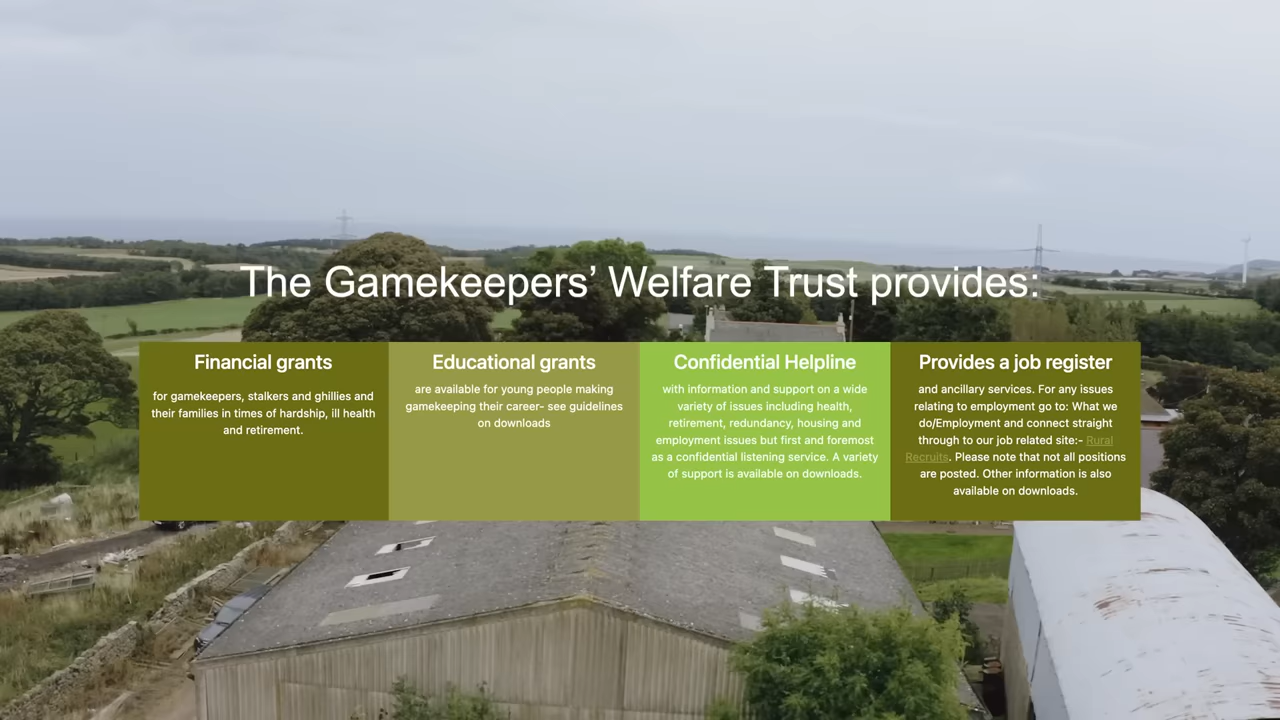 The Gamekeepers’ Welfare Trust provides:
Financial grants
for gamekeepers, stalkers and ghillies and
their families in times of hardship, ill health
and retirement.
Educational grants
are available for young people making
gamekeeping their career- see guidelines
on downloads
Confidential Helpline
with information and support on a wide
variety of issues including health,
retirement, redundancy, housing and
employment issues but first and foremost
as a confidential listening service. A variety
of support is available on downloads.
Provides a job register
and ancillary services. For any issues
relating to employment go to: What we
do/Employment and connect straight
through to our job related site:- Rural
Recruits. Please note that not all positions
are posted. Other information is also
available on downloads.